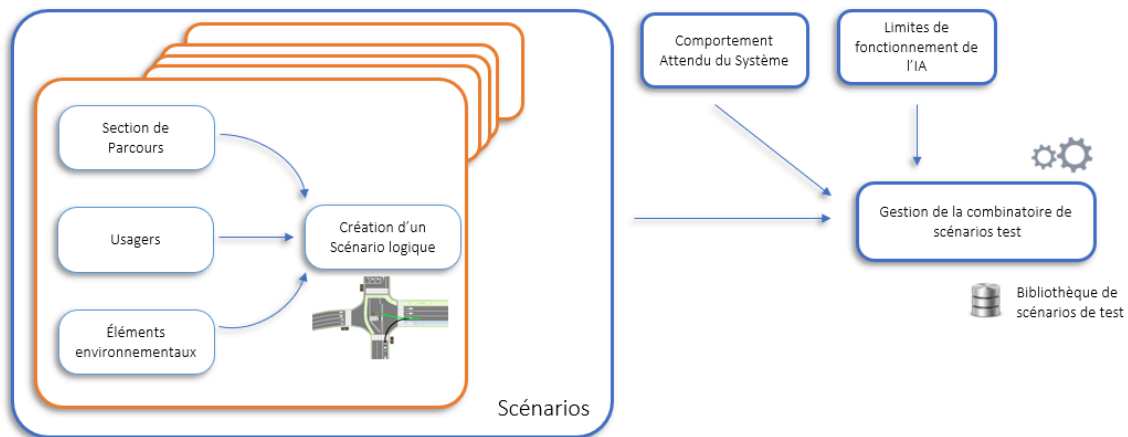 Section de
Parcours
Usagers
Éléments
environnementaux
Création d’un
Scénario logique
Scénarios
Comportement
Attendu du Système
Limites de
fonctionnement de
l’IA
Gestion de la combinatoire de
scénarios test
Bibliothèque de
scénarios de test